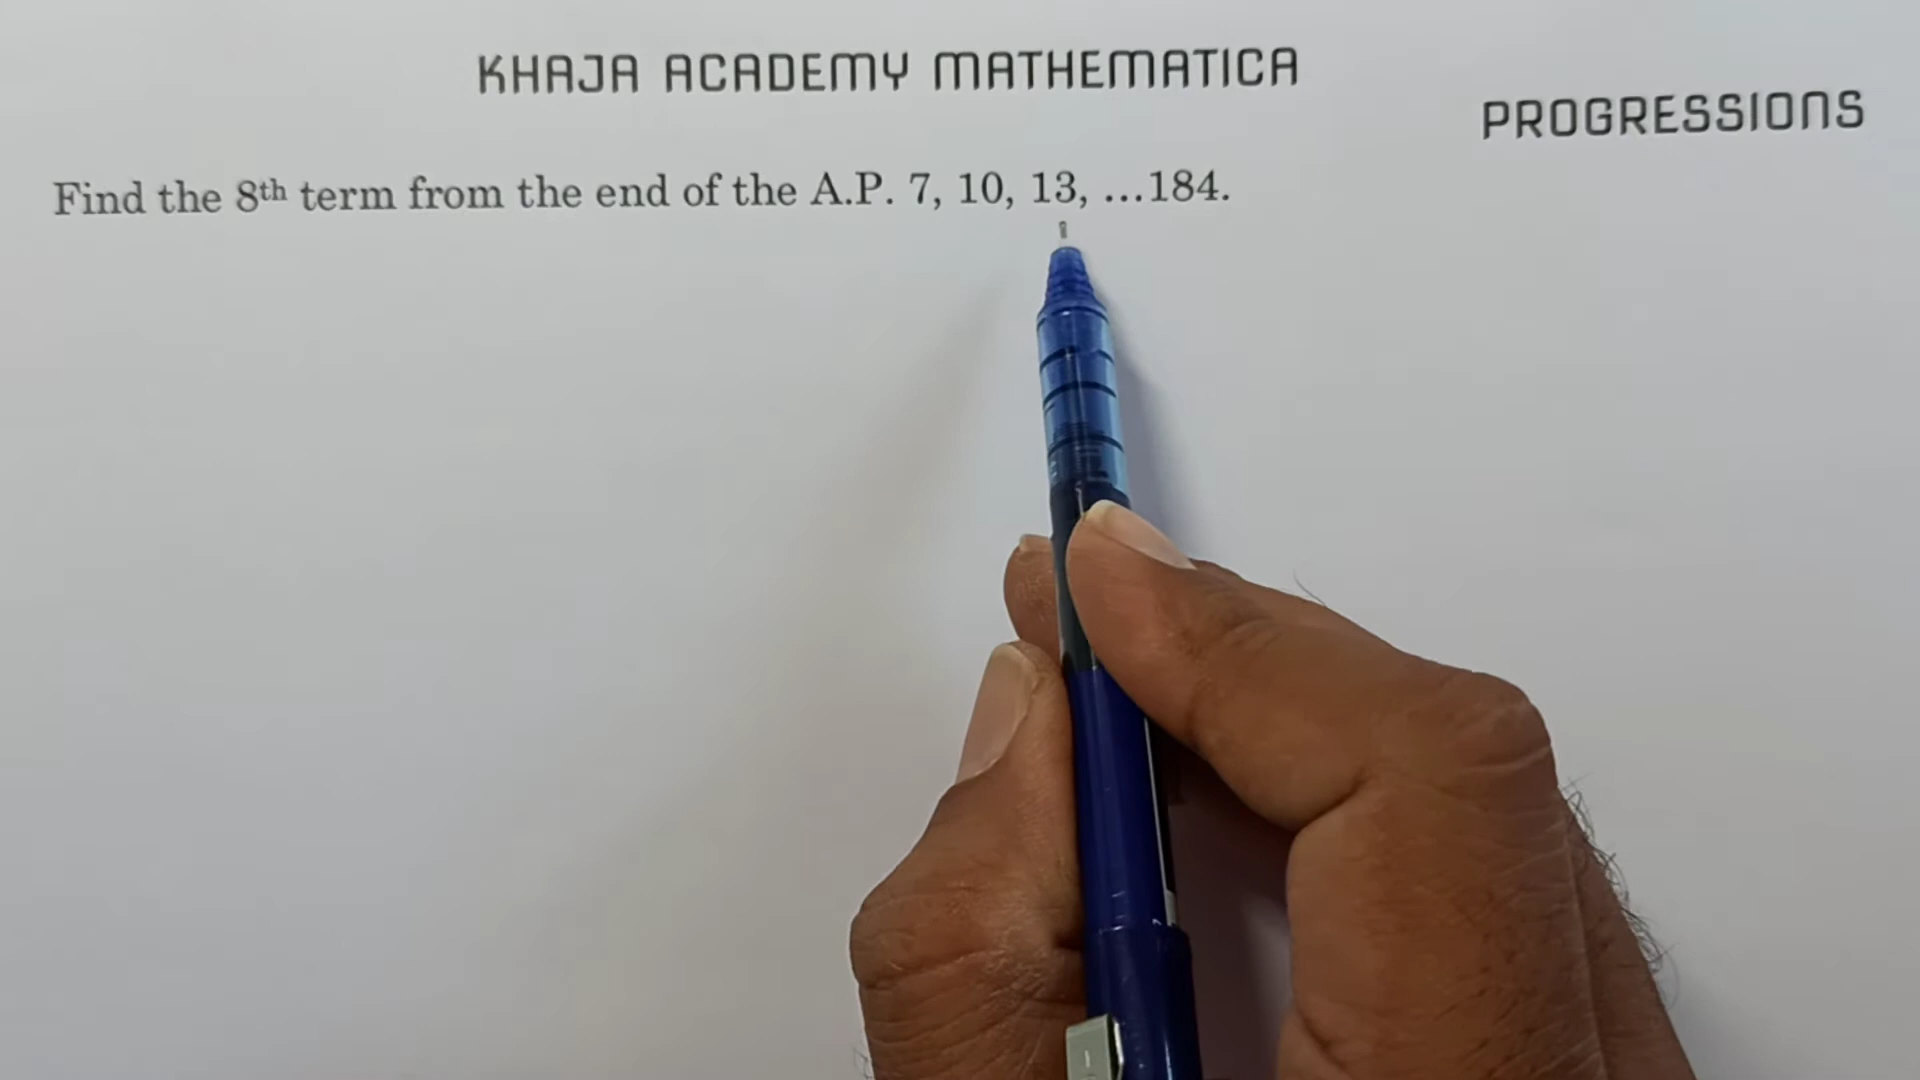 KHAJA ACADEMY MATHEMATICA
PROGRESSIONS
Find the 8th term from the end of the A.P. 7, 10, 13, ...184.